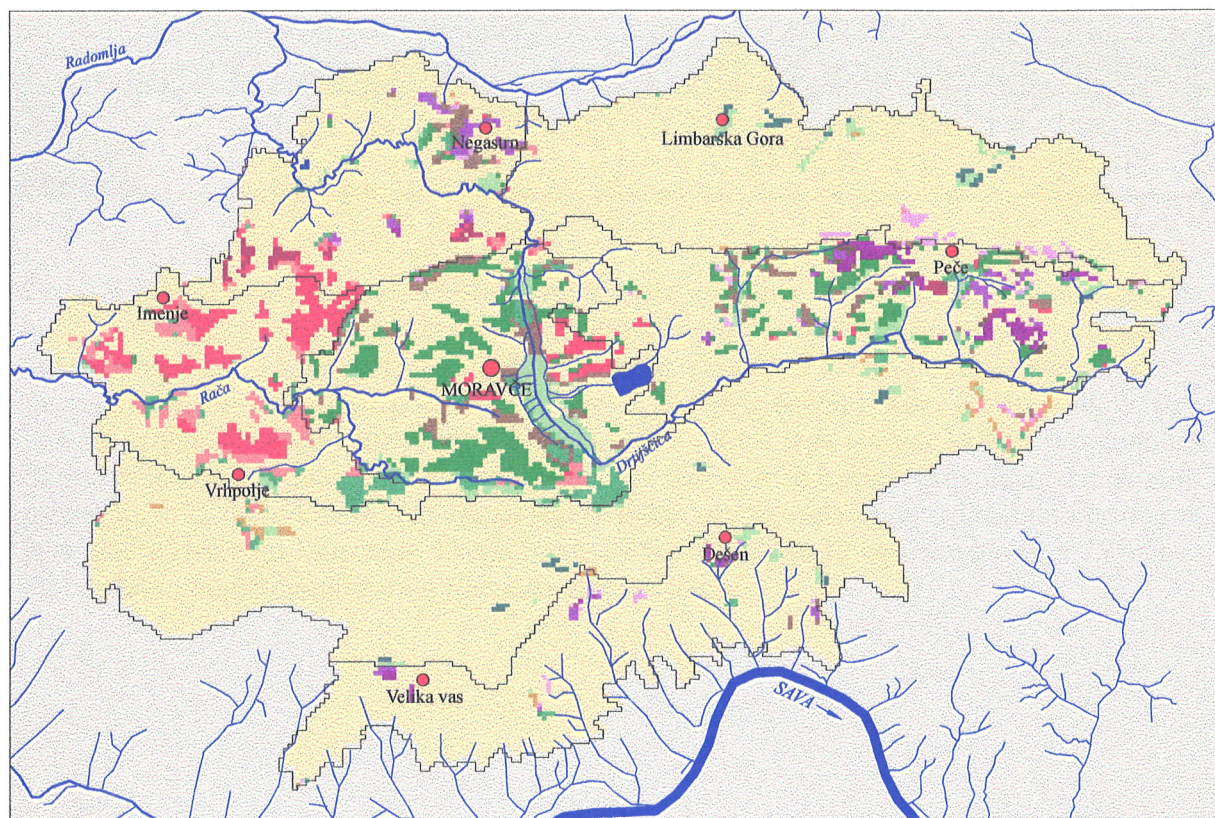 Radomlja
Negastrn
Limbarska Gora
Peče
Imenje
MORAVČE
Rača
Drtijščica
Vrhpolje
Dešen
Velika vas
SAVA